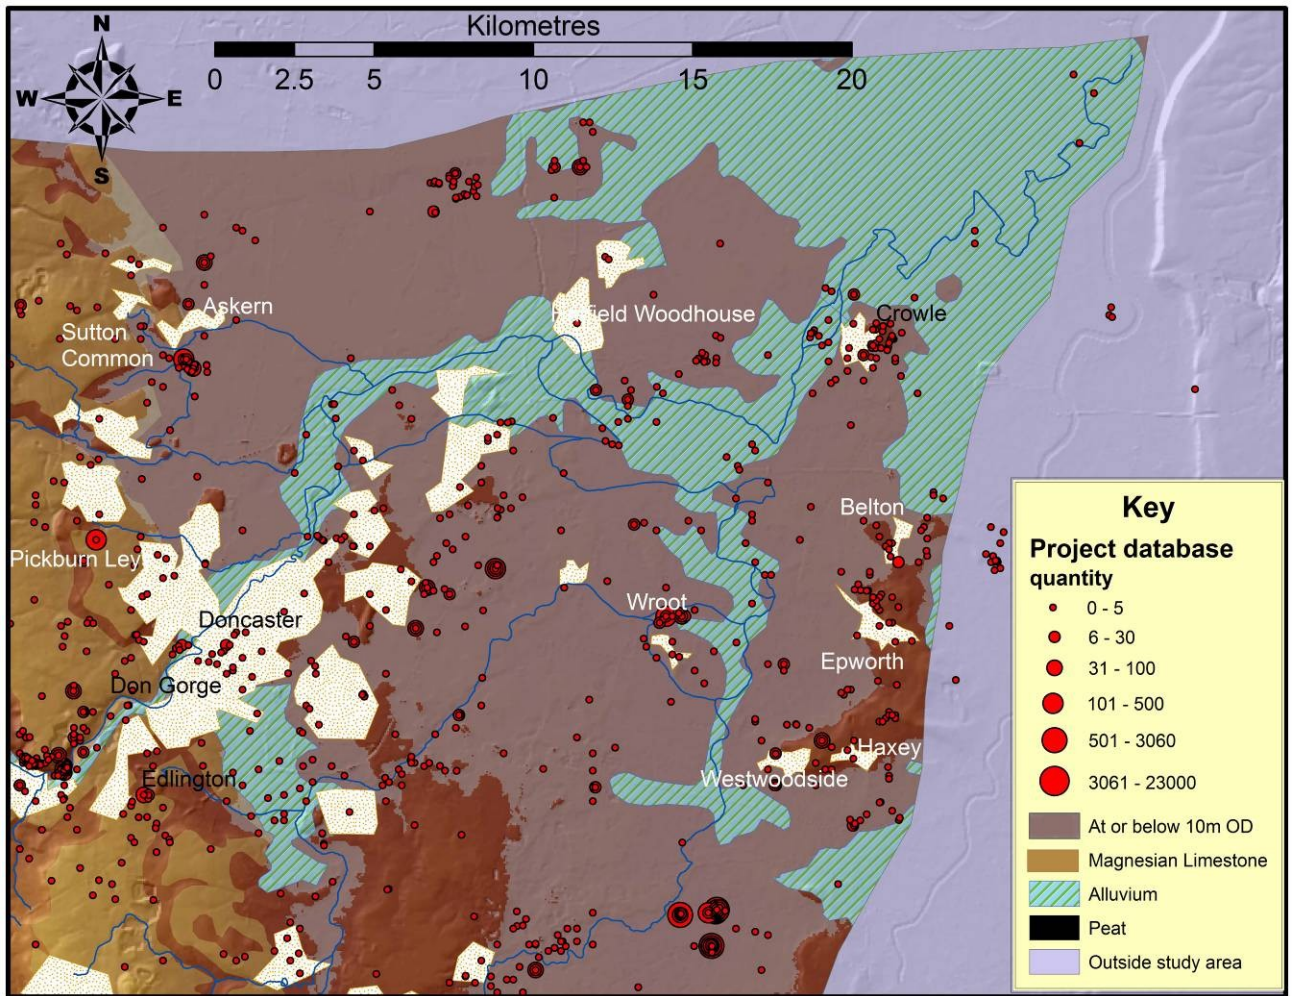 Kilometres
N
W E
S
0 2.5 5 10 15 20
Askern
Sutton
Common
Woodhouse
Crowle
Belton
Pickburn Ley
Wroot
Doncaster
Epworth
Don Gorge
Haxey
Westwoodside
Edlington
Key
Project database
quantity
0 - 5
6 - 30
31 - 100
101 - 500
501 - 3060
3061 - 23000
At or below 10m OD
Magnesian Limestone
Alluvium
Peat
Outside study area